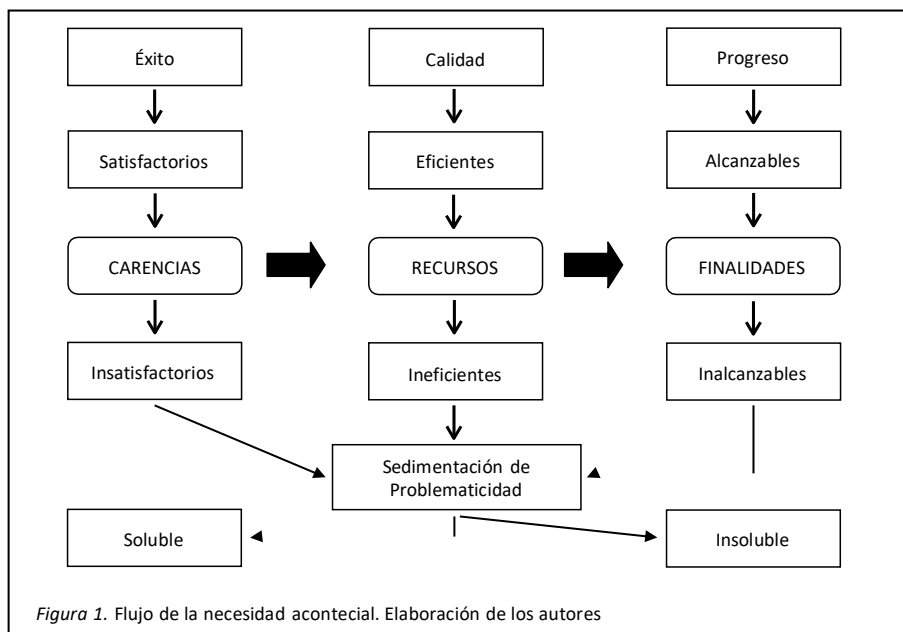 Éxito Calidad Progreso
Satisfactorios Eficientes Alcanzables
CARENCIAS RECURSOS FINALIDADES
Insatisfactorios Ineficientes Inalcanzables
Sedimentación de
Problematicidad
Soluble Insoluble
Figura 1. Flujo de la necesidad acontecial. Elaboración de los autores